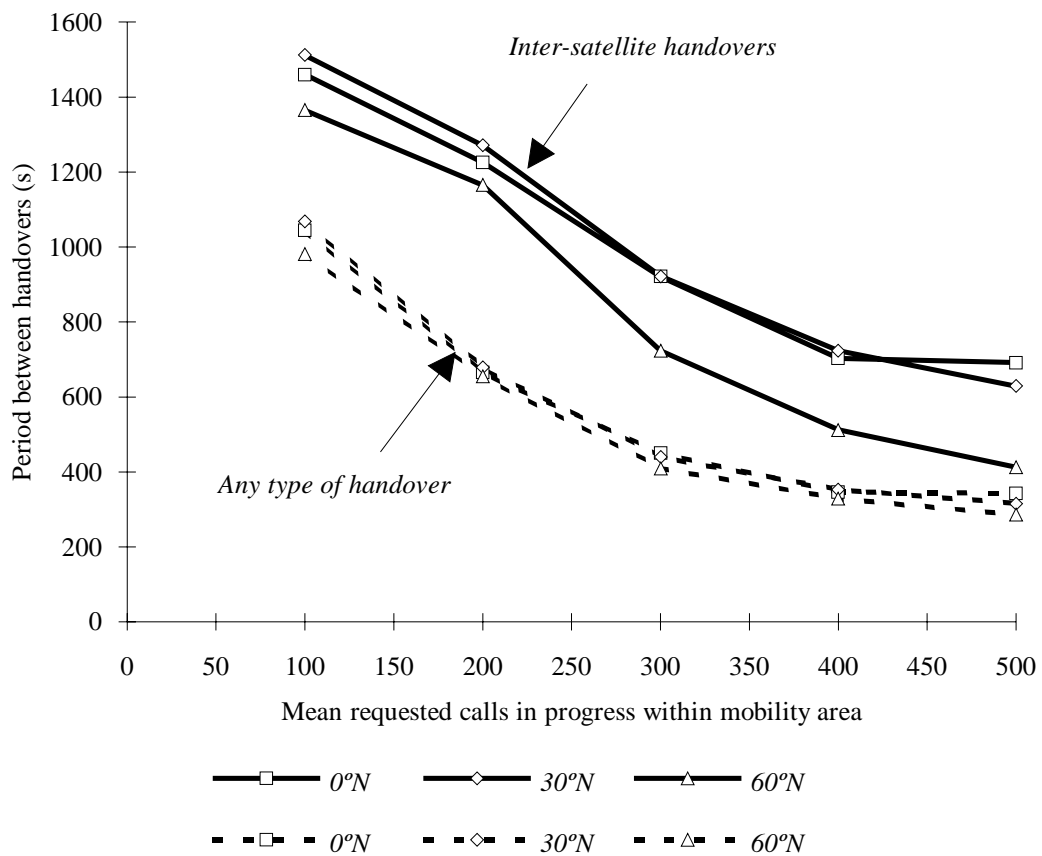 1600
1400
1200
1000
800
600
400
200
0
Period between handovers (s)
Inter-satellite handovers
Any type of handover
0 50 100 150 200 250 300 350 400 450 500
Mean requested calls in progress within mobility area
0ºN 30ºN 60ºN
0ºN 30ºN 60ºN